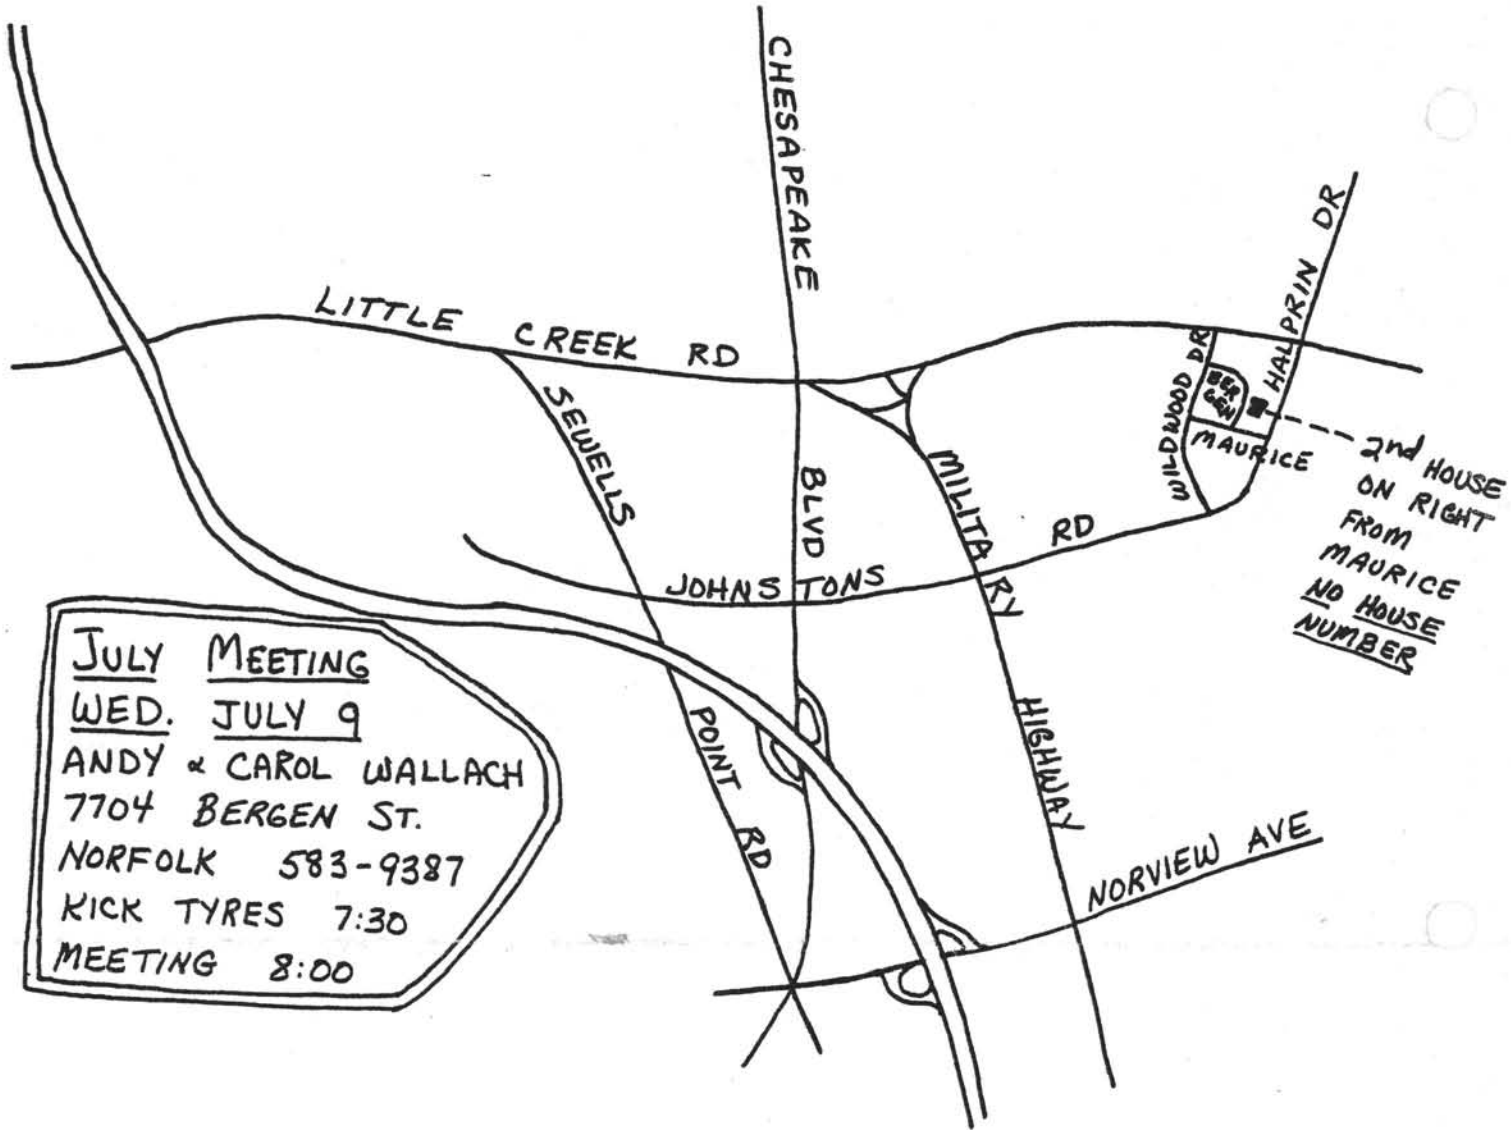 CHESAPEAKE
BLVD
LITTLE CREEK RD
SEWELLS
POINT RD
MILITARY
HIGHWAY
JOHNSTONS RD
NORVIEW AVE
WILDWOOD DR
HALPRIN DR
BER
GEN
MAURICE
2nd HOUSE
ON RIGHT
FROM
MAURICE
NO HOUSE
NUMBER
JULY MEETING
WED. JULY 9
ANDY & CAROL WALLACH
7704 BERGEN ST.
NORFOLK 583-9387
KICK TYRES 7:30
MEETING 8:00